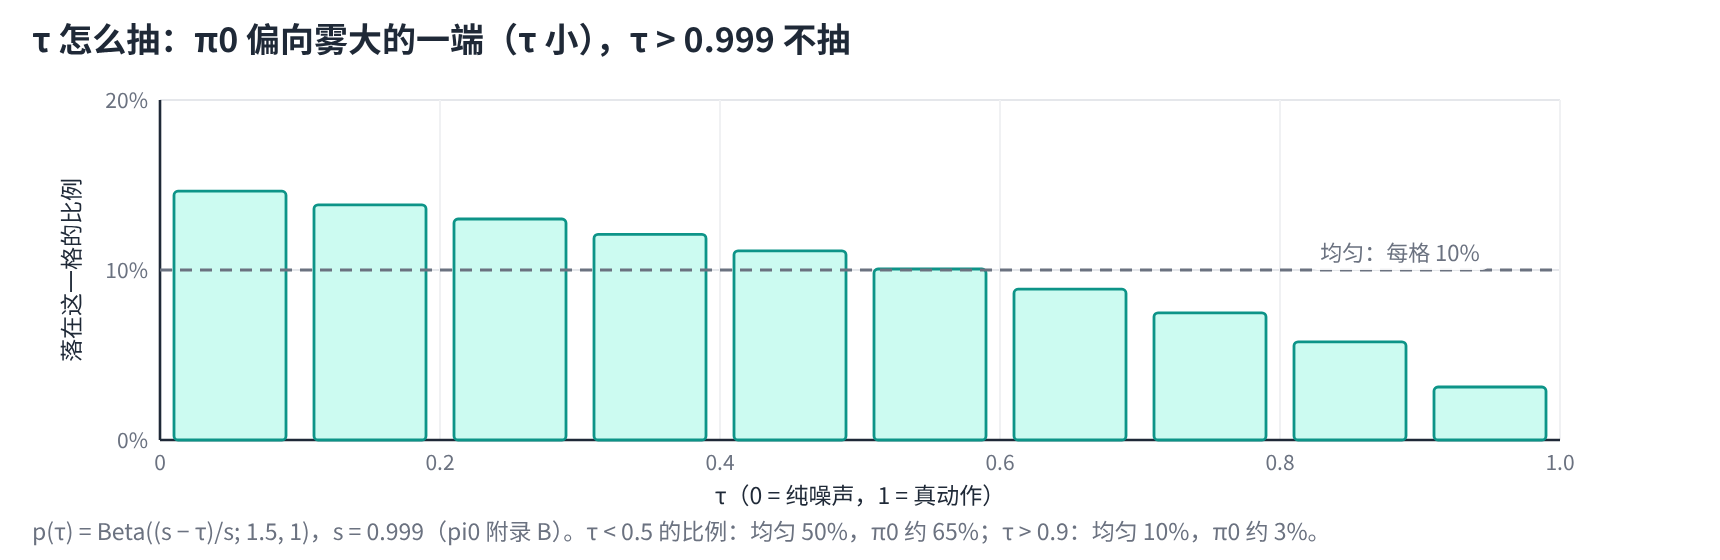 τ 怎么抽：π0 偏向雾大的一端（τ 小），τ > 0.999 不抽
20%
10%
0%
落在这一格的比例
均匀：每格 10%
0
0.2
0.4
0.6
0.8
1.0
τ（0 = 纯噪声，1 = 真动作）
p(τ) = Beta((s − τ)/s; 1.5, 1)，s = 0.999（pi0 附录 B）。τ < 0.5 的比例：均匀 50%，π0 约 65%；τ > 0.9：均匀 10%，π0 约 3%。